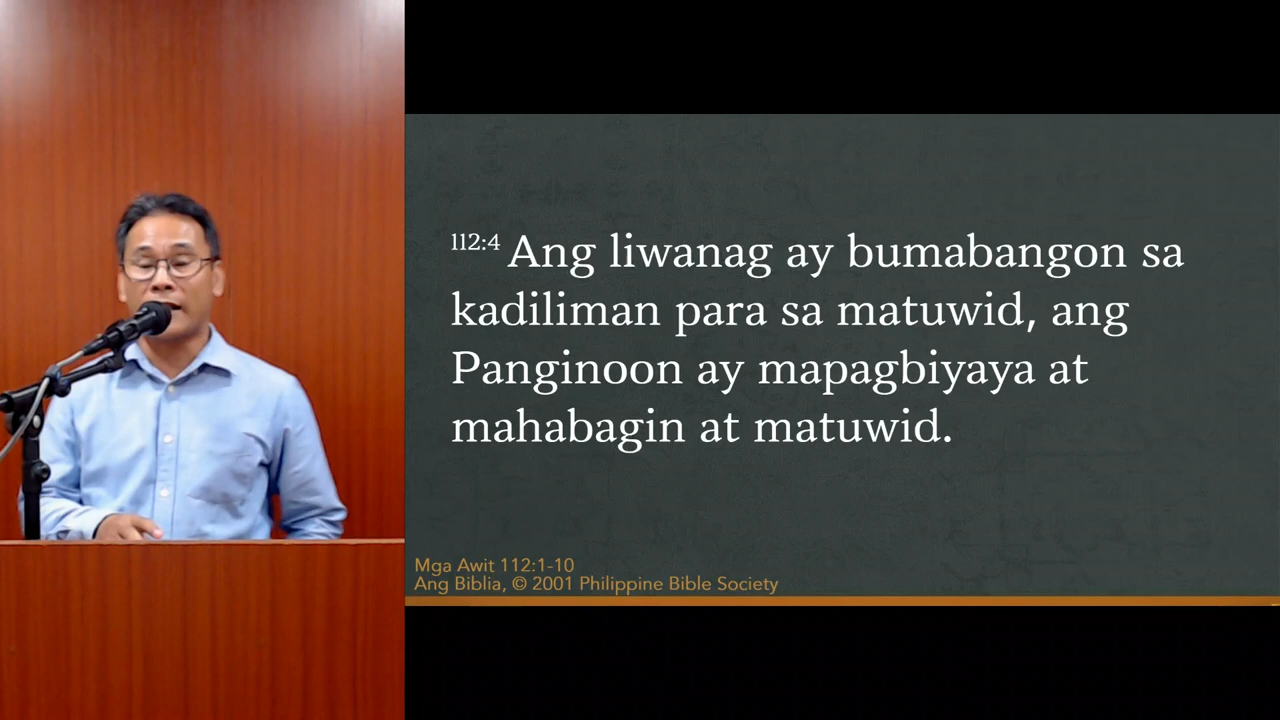 112:4 Ang liwanag ay bumabangon sa
kadiliman para sa matuwid, ang
Panginoon ay mapagbiyaya at
mahabagin at matuwid.
Mga Awit 112:1-10
Ang Biblia, © 2001 Philippine Bible Society